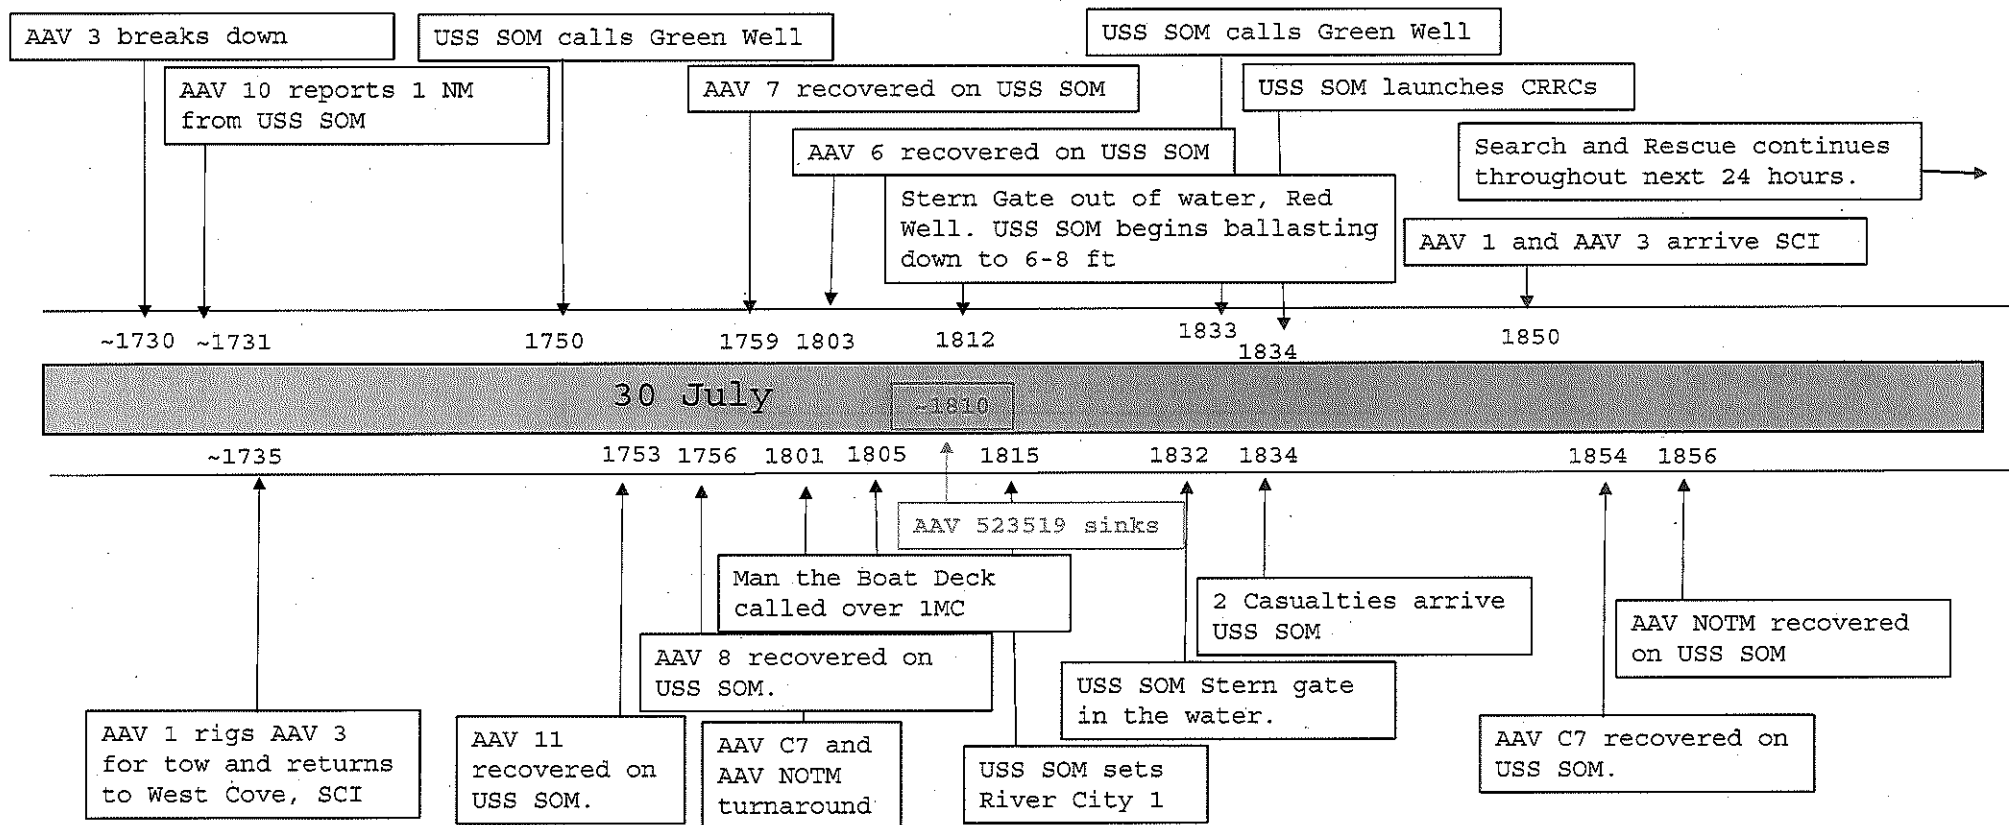 AAV 3 breaks down
USS SOM calls Green Well
USS SOM calls Green Well
AAV 10 reports 1 NM
from USS SOM
AAV 7 recovered on USS SOM
USS SOM launches CRRCs
AAV 6 recovered on USS SOM
Search and Rescue continues
throughout next 24 hours.
Stern Gate out of water, Red
Well. USS SOM begins ballasting
down to 6-8 ft
AAV 1 and AAV 3 arrive SCI
~1730 ~1731 1750 1759 1803 1812 1833 1834 1850
30 July
~1810
~1735 1753 1756 1801 1805 1815 1832 1834 1854 1856
AAV 523519 sinks
Man the Boat Deck
called over 1MC
2 Casualties arrive
USS SOM
AAV NOTM recovered
on USS SOM
AAV 8 recovered on
USS SOM.
USS SOM Stern gate
in the water.
AAV 1 rigs AAV 3
for tow and returns
to West Cove, SCI
AAV 11
recovered on
USS SOM.
AAV C7 and
AAV NOTM
turnaround
USS SOM sets
River City 1
AAV C7 recovered on
USS SOM.